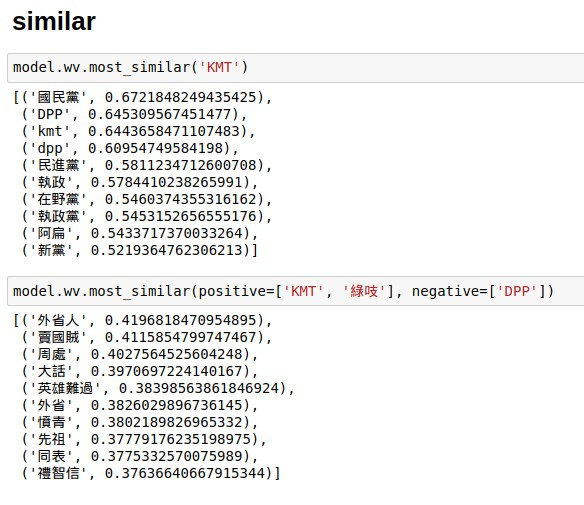 similar
model.wv.most_similar('KMT')
[('國民黨', 0.6721848249435425),
('DPP', 0.645309567451477),
('kmt', 0.6443658471107483),
('dpp', 0.60954749584198),
('民進黨', 0.5811234712600708),
('執政', 0.5784410238265991),
('在野黨', 0.5460374355316162),
('執政黨', 0.5453152656555176),
('阿扁', 0.5433717370033264),
('新黨', 0.5219364762306213)]
model.wv.most_similar(positive=['KMT', '綠吱'], negative=['DPP'])
[('外省人', 0.4196818470954895),
('賣國賊', 0.4115854799747467),
('周處', 0.4027564525604248),
('大話', 0.3970697224140167),
('英雄難過', 0.38398563861846924),
('外省', 0.3826029896736145),
('憤青', 0.3802189826965332),
('先祖', 0.37779176235198975),
('同表', 0.3775332570075989),
('禮智信', 0.37636640667915344)]